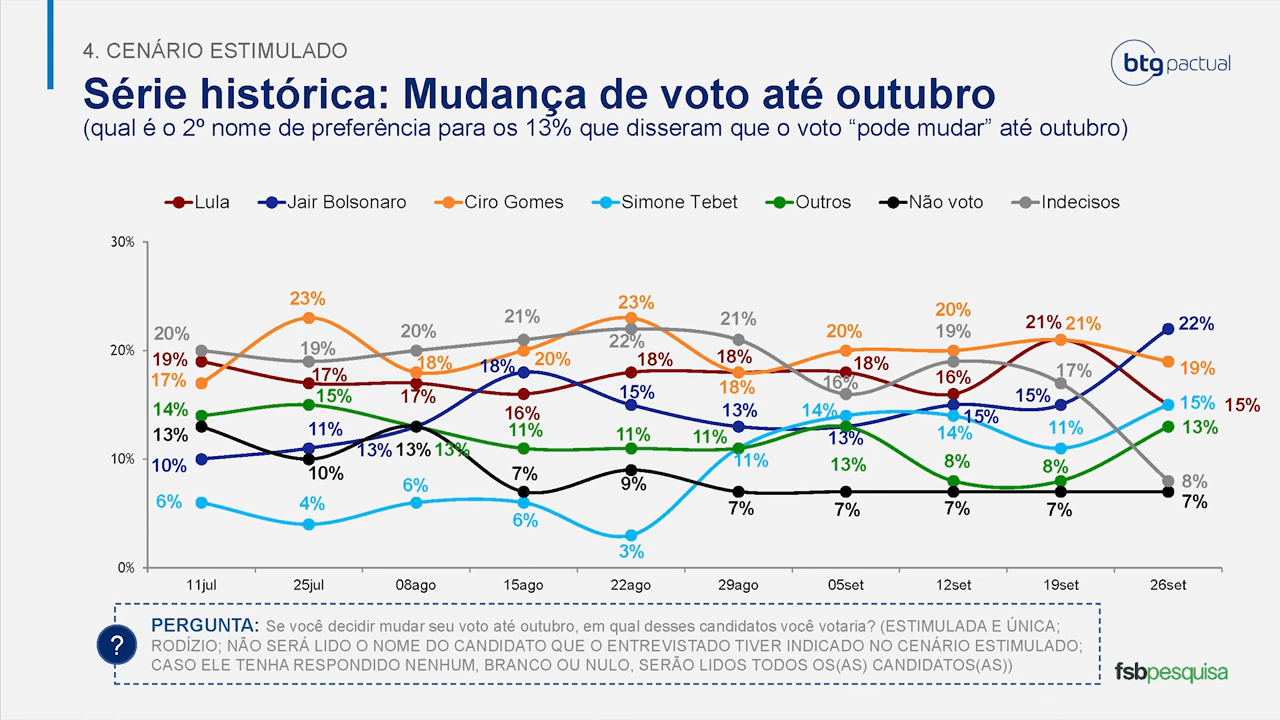 4. CENÁRIO ESTIMULADO
btgpactual
Série histórica: Mudança de voto até outubro
(qual é o 2º nome de preferência para os 13% que disseram que o voto “pode mudar” até outubro)
Lula Jair Bolsonaro Ciro Gomes Simone Tebet Outros Não voto Indecisos
30%
20%
10%
0%
19% 17% 17% 16% 18% 18% 18% 16% 21% 15%
10% 11% 13% 18% 15% 13% 13% 15% 15% 22%
17% 23% 18% 20% 23% 18% 20% 20% 21% 19%
6% 4% 6% 6% 3% 11% 14% 14% 11% 15%
14% 15% 13% 11% 11% 11% 13% 8% 8% 13%
13% 10% 13% 7% 9% 7% 7% 7% 7% 7%
20% 19% 20% 21% 22% 21% 16% 19% 17% 8%
11jul 25jul 08ago 15ago 22ago 29ago 05set 12set 19set 26set
?
PERGUNTA: Se você decidir mudar seu voto até outubro, em qual desses candidatos você votaria? (ESTIMULADA E ÚNICA;
RODÍZIO; NÃO SERÁ LIDO O NOME DO CANDIDATO QUE O ENTREVISTADO TIVER INDICADO NO CENÁRIO ESTIMULADO;
CASO ELE TENHA RESPONDIDO NENHUM, BRANCO OU NULO, SERÃO LIDOS TODOS OS(AS) CANDIDATOS(AS))
fsbpesquisa